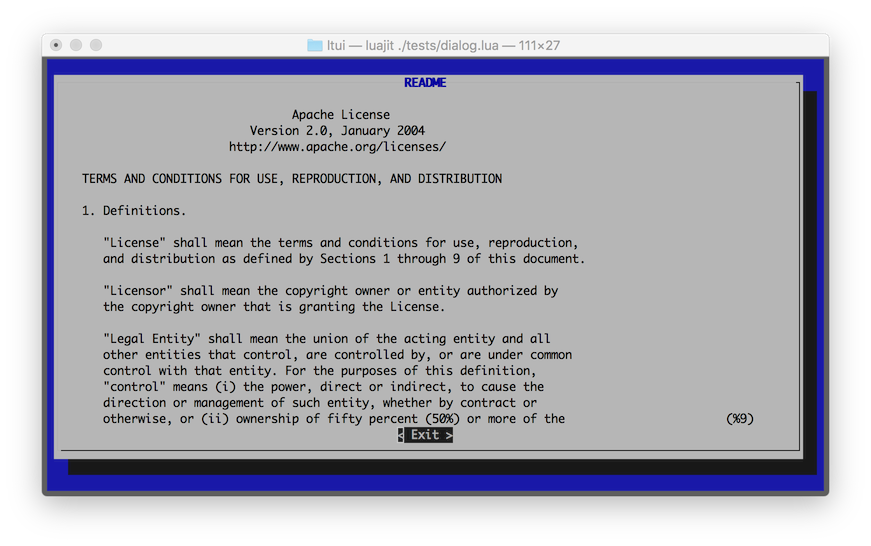 ltui — luajit ./tests/dialog.lua — 111×27
README
Apache License
Version 2.0, January 2004
http://www.apache.org/licenses/
TERMS AND CONDITIONS FOR USE, REPRODUCTION, AND DISTRIBUTION
1. Definitions.
"License" shall mean the terms and conditions for use, reproduction,
and distribution as defined by Sections 1 through 9 of this document.
"Licensor" shall mean the copyright owner or entity authorized by
the copyright owner that is granting the License.
"Legal Entity" shall mean the union of the acting entity and all
other entities that control, are controlled by, or are under common
control with that entity. For the purposes of this definition,
"control" means (i) the power, direct or indirect, to cause the
direction or management of such entity, whether by contract or
otherwise, or (ii) ownership of fifty percent (50%) or more of the (%9)
< Exit >